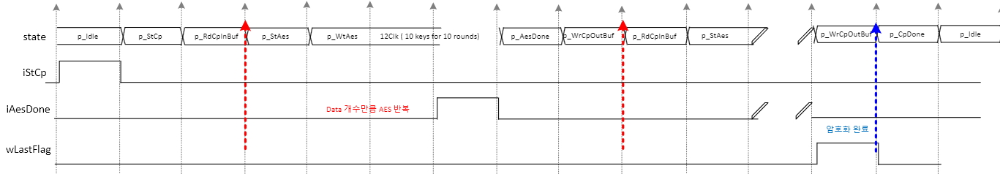 state p_Idle p_StCp p_RdCpInBuf p_StAes p_WtAes 12Clk ( 10 keys for 10 rounds) p_AesDone p_WrCpOutBuf p_RdCpInBuf p_StAes p_WrCpOutBuf p_CpDone p_Idle
iStCp
iAesDone Data 개수만큼 AES 반복
암호화 완료
wLastFlag